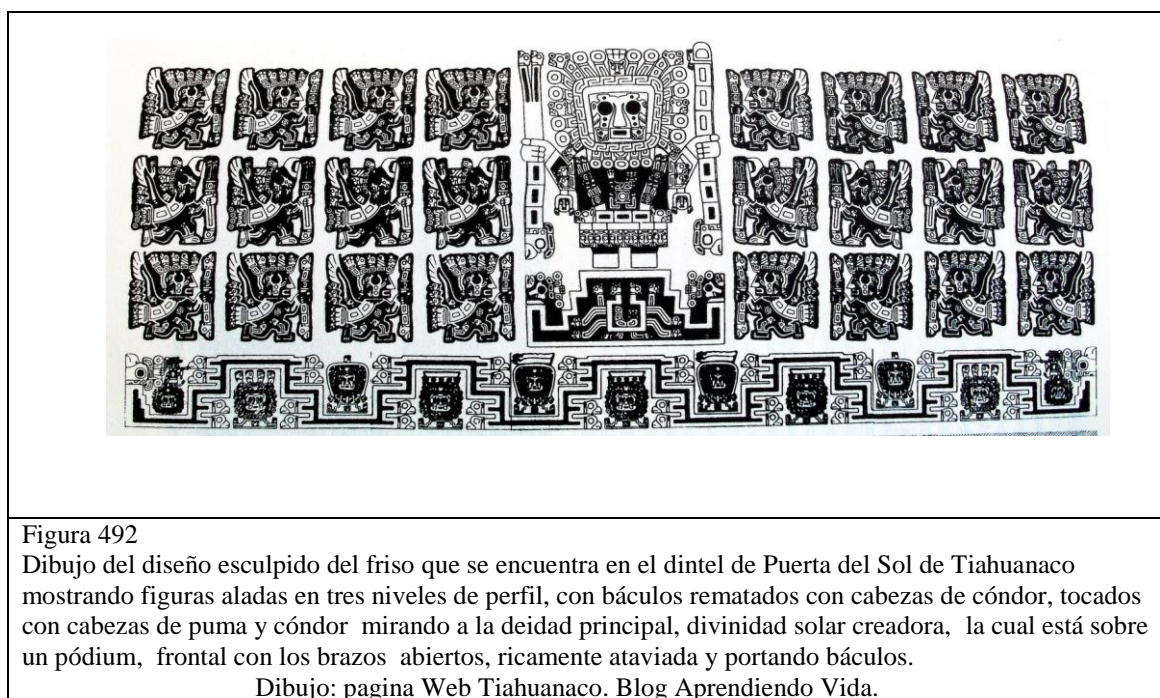 Figura 492
Dibujo del diseño esculpido del friso que se encuentra en el dintel de Puerta del Sol de Tiahuanaco
mostrando figuras aladas en tres niveles de perfil, con báculos rematados con cabezas de cóndor, tocados
con cabezas de puma y cóndor mirando a la deidad principal, divinidad solar creadora, la cual está sobre
un pódium, frontal con los brazos abiertos, ricamente ataviada y portando báculos.
Dibujo: pagina Web Tiahuanaco. Blog Aprendiendo Vida.